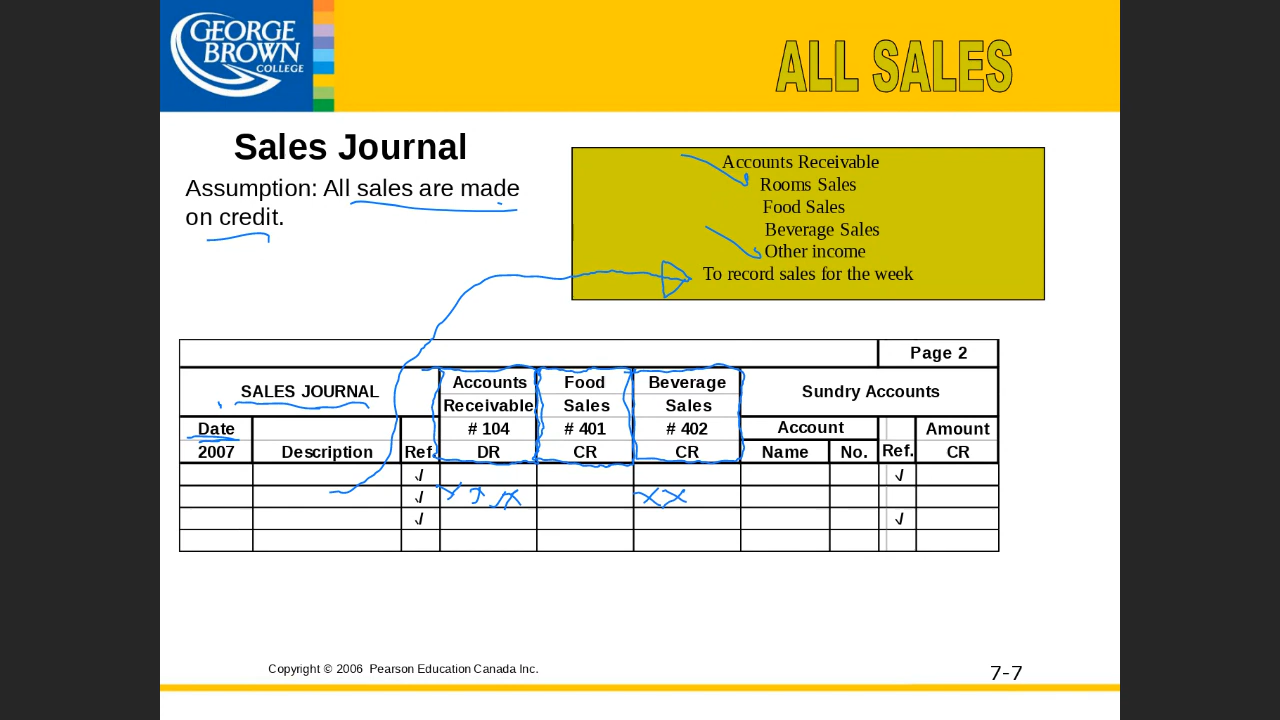 GEORGE
BROWN
COLLEGE
ALL SALES
Sales Journal
Assumption: All sales are made
on credit.
Accounts Receivable
Rooms Sales
Food Sales
Beverage Sales
Other income
To record sales for the week
Page 2
SALES JOURNAL
Accounts Receivable # 104 DR
Food Sales # 401 CR
Beverage Sales # 402 CR
Sundry Accounts
Date 2007
Description
Ref.
Account
Name
No.
Ref.
Amount CR
√ √
√ X X X X X
√ √
Copyright © 2006 Pearson Education Canada Inc.
7-7